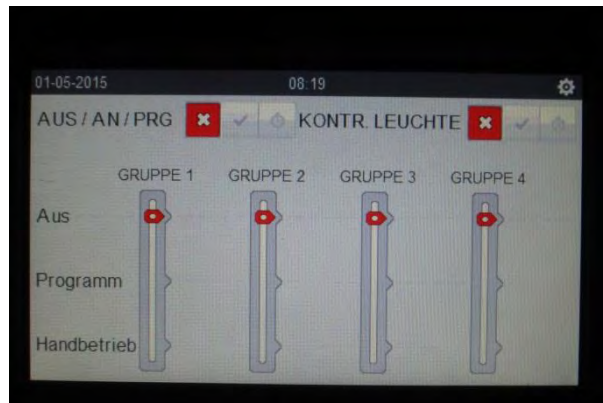 01-05-2015 08:19
AUS / AN / PRG KONTR. LEUCHTE
GRUPPE 1 GRUPPE 2 GRUPPE 3 GRUPPE 4
Aus
Programm
Handbetrieb